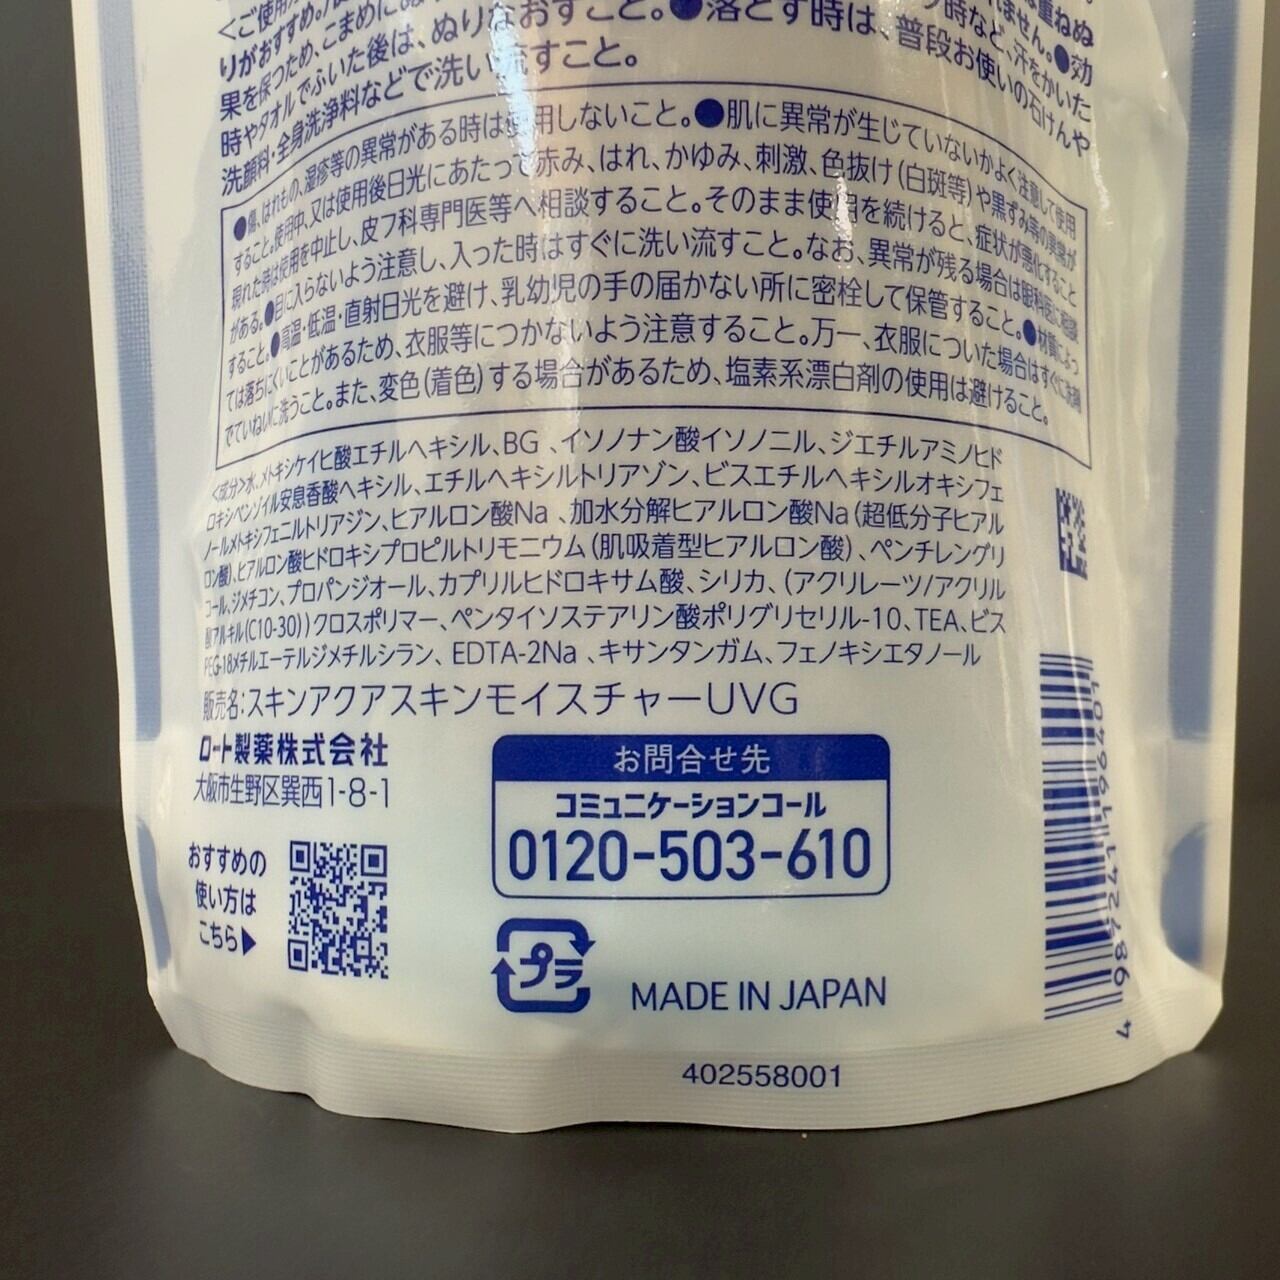 <ご使用
りがおすすめ。
果を保つため、こまめに
ぬりなおすこと。●落とす時は、普段お使いの石けんや
時やタオルでふいた後は、
洗顔料・全身洗浄料などで洗い流すこと。
は重ねぬ
れません。●効
時など、汗をかいた
●傷、はれもの、湿疹等の異常がある時は使用しないこと。●肌に異常が生じていないかよく注意して使用
すること。使用中、又は使用後日光にあたって赤み、はれ、かゆみ、刺激、色抜け(白斑等)や黒ずみ等の異常が
現れた時は使用を中止し、皮フ科専門医等へ相談すること。そのまま使用を続けると、症状が悪化すること
がある。●目に入らないよう注意し、入った時はすぐに洗い流すこと。なお、異常が残る場合は眼科医に相談
すること。●高温・低温・直射日光を避け、乳幼児の手の届かない所に密栓して保管すること。●材質によっ
ては落ちにくいことがあるため、衣服等につかないよう注意すること。万一、衣服についた場合はすぐに洗剤
でていねいに洗うこと。また、変色(着色)する場合があるため、塩素系漂白剤の使用は避けること。
<成分>水、メトキシケイヒ酸エチルヘキシル、BG、イソノナン酸イソノニル、ジエチルアミノヒド
ロキシベンゾイル安息香酸ヘキシル、エチルヘキシルトリアゾン、ビスエチルヘキシルオキシフェ
ノールメトキシフェニルトリアジン、ヒアルロン酸Na、加水分解ヒアルロン酸Na(超低分子ヒアル
ロン酸)、ヒアルロン酸ヒドロキシプロピルトリモニウム(肌吸着型ヒアルロン酸)、ペンチレングリ
コール、ジメチコン、プロパンジオール、カプリルヒドロキサム酸、シリカ、(アクリレーツ/アクリル
酸アルキル(C10-30))クロスポリマー、ペンタイソステアリン酸ポリグリセリル-10、TEA、ビス
PEG-18メチルエーテルジメチルシラン、EDTA-2Na、キサンタンガム、フェノキシエタノール
販売名:スキンアクアスキンモイスチャーUVG
ロート製薬株式会社
大阪市生野区巽西1-8-1
お問合せ先
コミュニケーションコール
0120-503-610
おすすめの
使い方は
こちら▶
プラ
MADE IN JAPAN
402558001
4 987241 199401